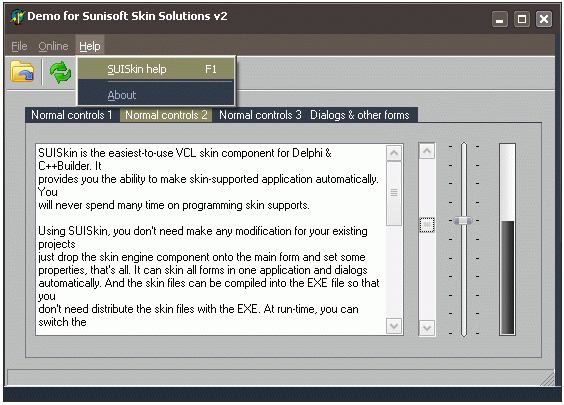 Demo for Sunisoft Skin Solutions v2
File Online Help
SUISkin help F1
About
Normal controls 1 Normal controls 2 Normal controls 3 Dialogs & other forms
SUISkin is the easiest-to-use VCL skin component for Delphi &
C++Builder. It
provides you the ability to make skin-supported application automatically.
You
will never spend many time on programming skin supports.
Using SUISkin, you don't need make any modification for your existing
projects
just drop the skin engine component onto the main form and set some
properties, that's all. It can skin all forms in one application and dialogs
automatically. And the skin files can be compiled into the EXE file so that
you
don't need distribute the skin files with the EXE. At run-time, you can
switch the